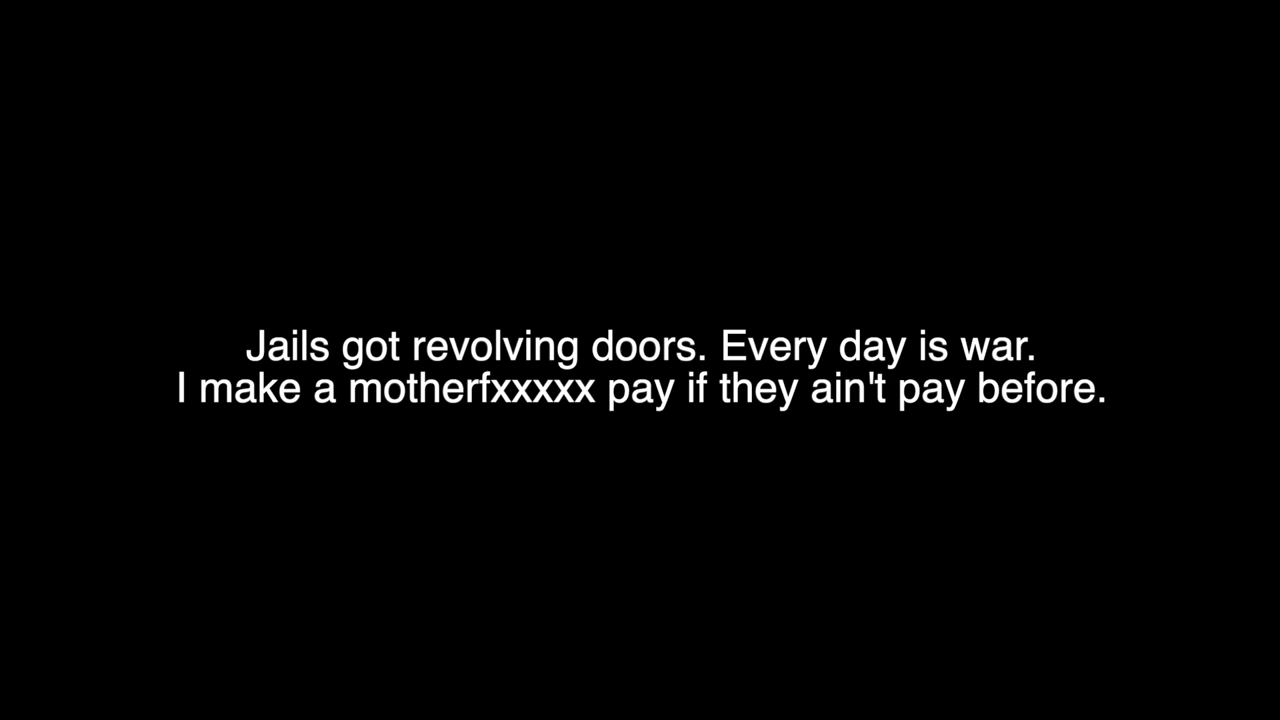 Jails got revolving doors. Every day is war.
I make a motherfxxxxx pay if they ain't pay before.